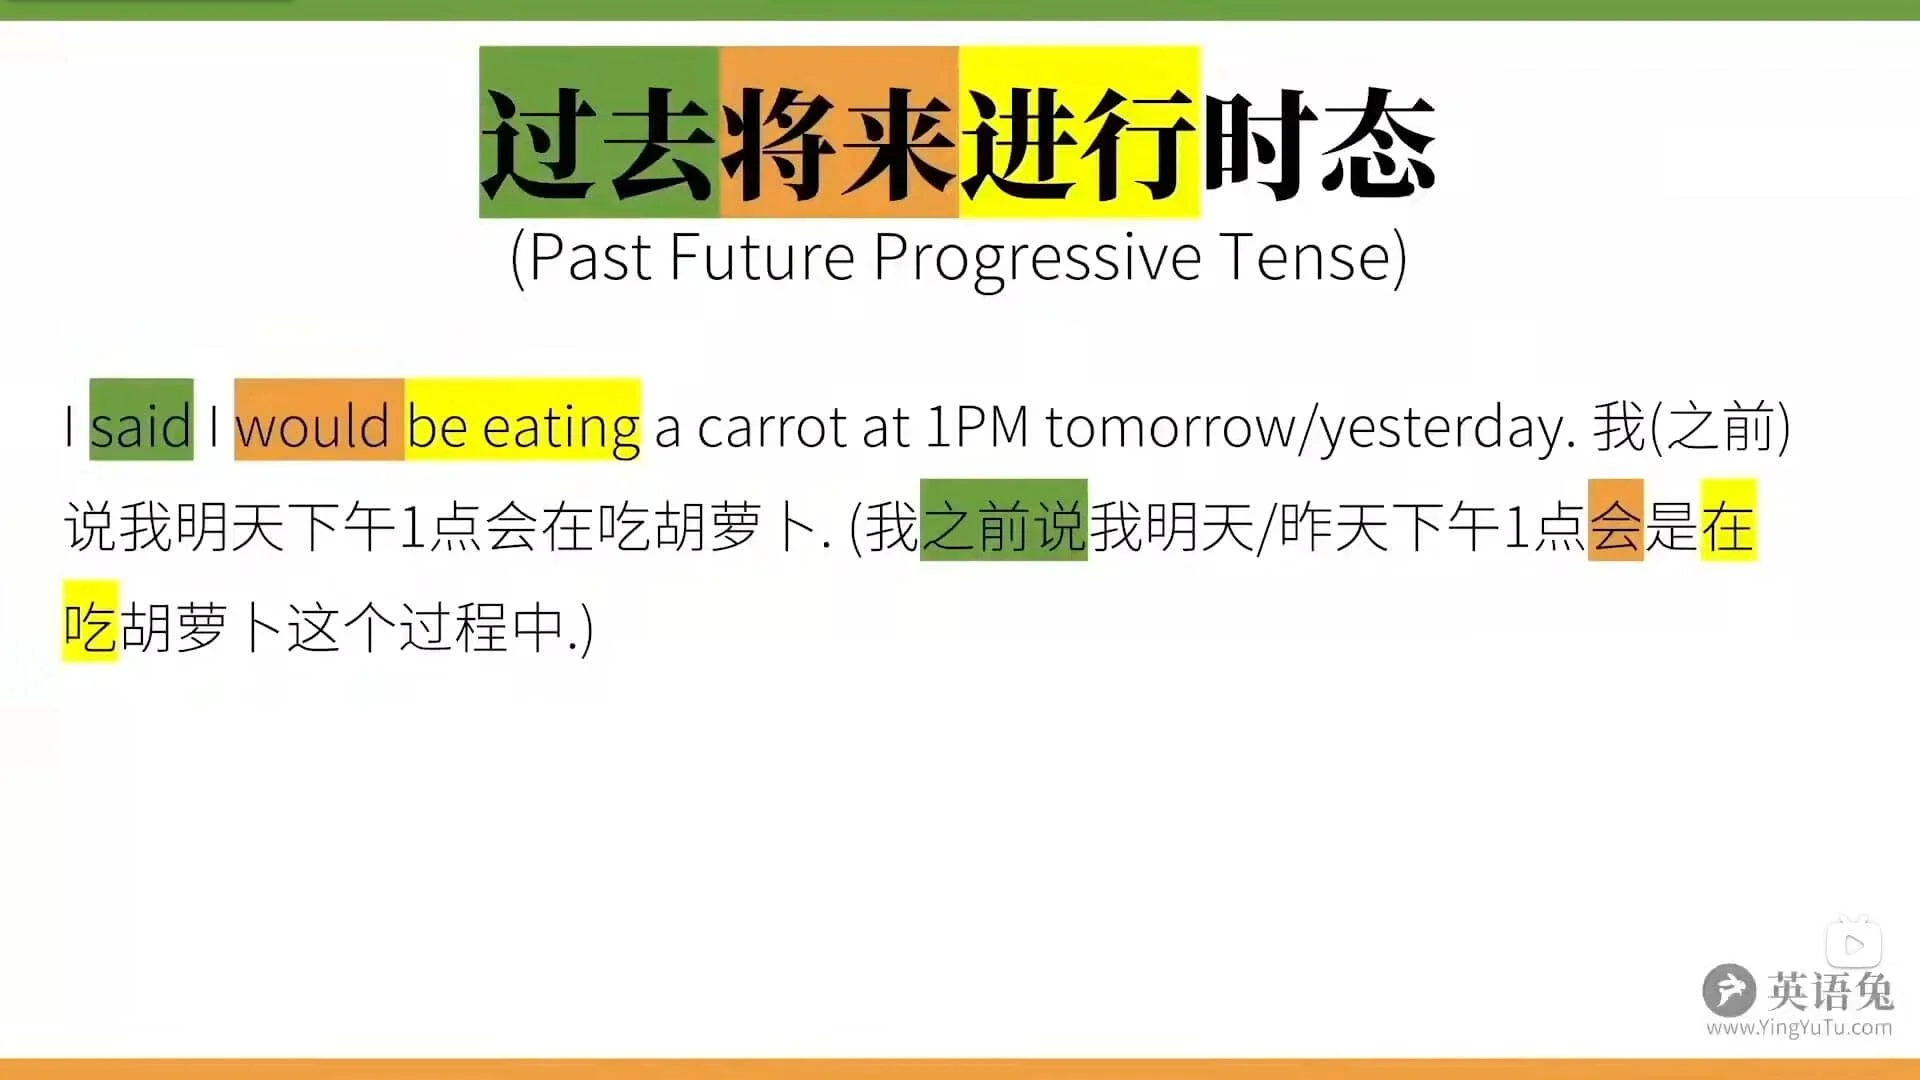 过去将来进行时态
(Past Future Progressive Tense)
I said I would be eating a carrot at 1PM tomorrow/yesterday. 我(之前)
说我明天下午1点会在吃胡萝卜. (我之前说我明天/昨天下午1点会是在
吃胡萝卜这个过程中.)
英语兔
www.YingYuTu.com